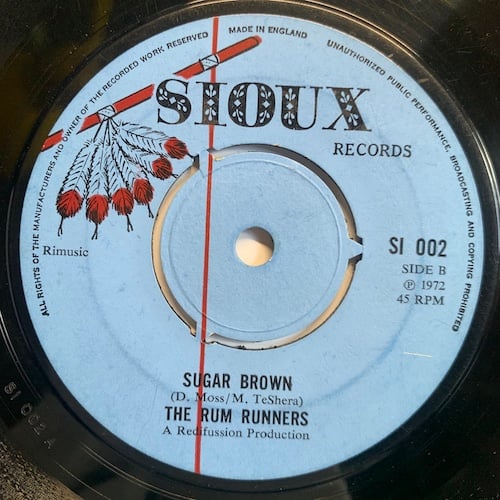 ALL RIGHTS OF THE MANUFACTURERS AND OWNER OF THE RECORDED WORK RESERVED
MADE IN ENGLAND
UNAUTHORIZED PUBLIC PERFORMANCE, BROADCASTING AND COPYING PROHIBITED
SIOUX
RECORDS
Rimusic
SI 002
SIDE B
℗ 1972
45 RPM
SUGAR BROWN
(D. Moss/M. TeShera)
THE RUM RUNNERS
A Redifussion Production
SI 002 A